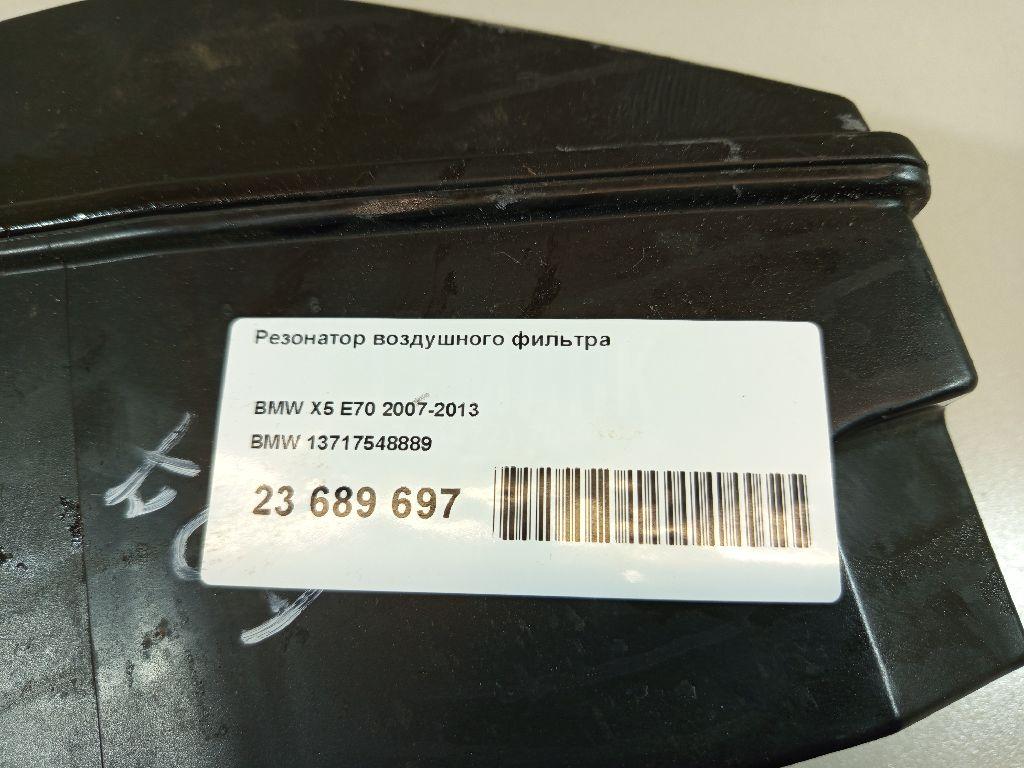 Резонатор воздушного фильтра
BMW X5 E70 2007-2013
BMW 13717548889
23 689 697